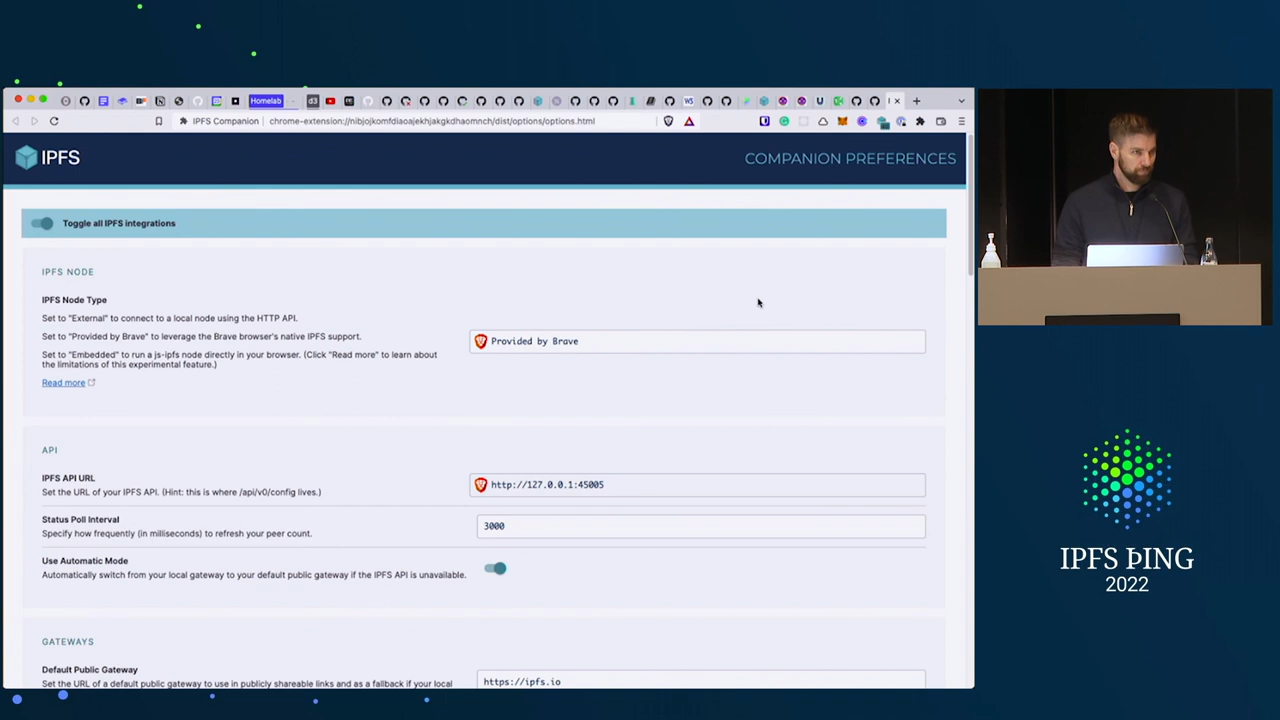 Homelab
IPFS Companion chrome-extension://nibjojkomfdiaoajekhjakgkdhaomnch/dist/options/options.html
IPFS
COMPANION PREFERENCES
Toggle all IPFS integrations
IPFS NODE
IPFS Node Type
Set to "External" to connect to a local node using the HTTP API.
Set to "Provided by Brave" to leverage the Brave browser's native IPFS support.
Provided by Brave
Set to "Embedded" to run a js-ipfs node directly in your browser. (Click "Read more" to learn about
the limitations of this experimental feature.)
Read more
API
IPFS API URL
Set the URL of your IPFS API. (Hint: this is where /api/v0/config lives.)
http://127.0.0.1:45005
Status Poll Interval
Specify how frequently (in milliseconds) to refresh your peer count.
3000
Use Automatic Mode
Automatically switch from your local gateway to your default public gateway if the IPFS API is unavailable.
GATEWAYS
Default Public Gateway
Set the URL of a default public gateway to use in publicly shareable links and as a fallback if your local
https://ipfs.io
IPFS ÞING
2022